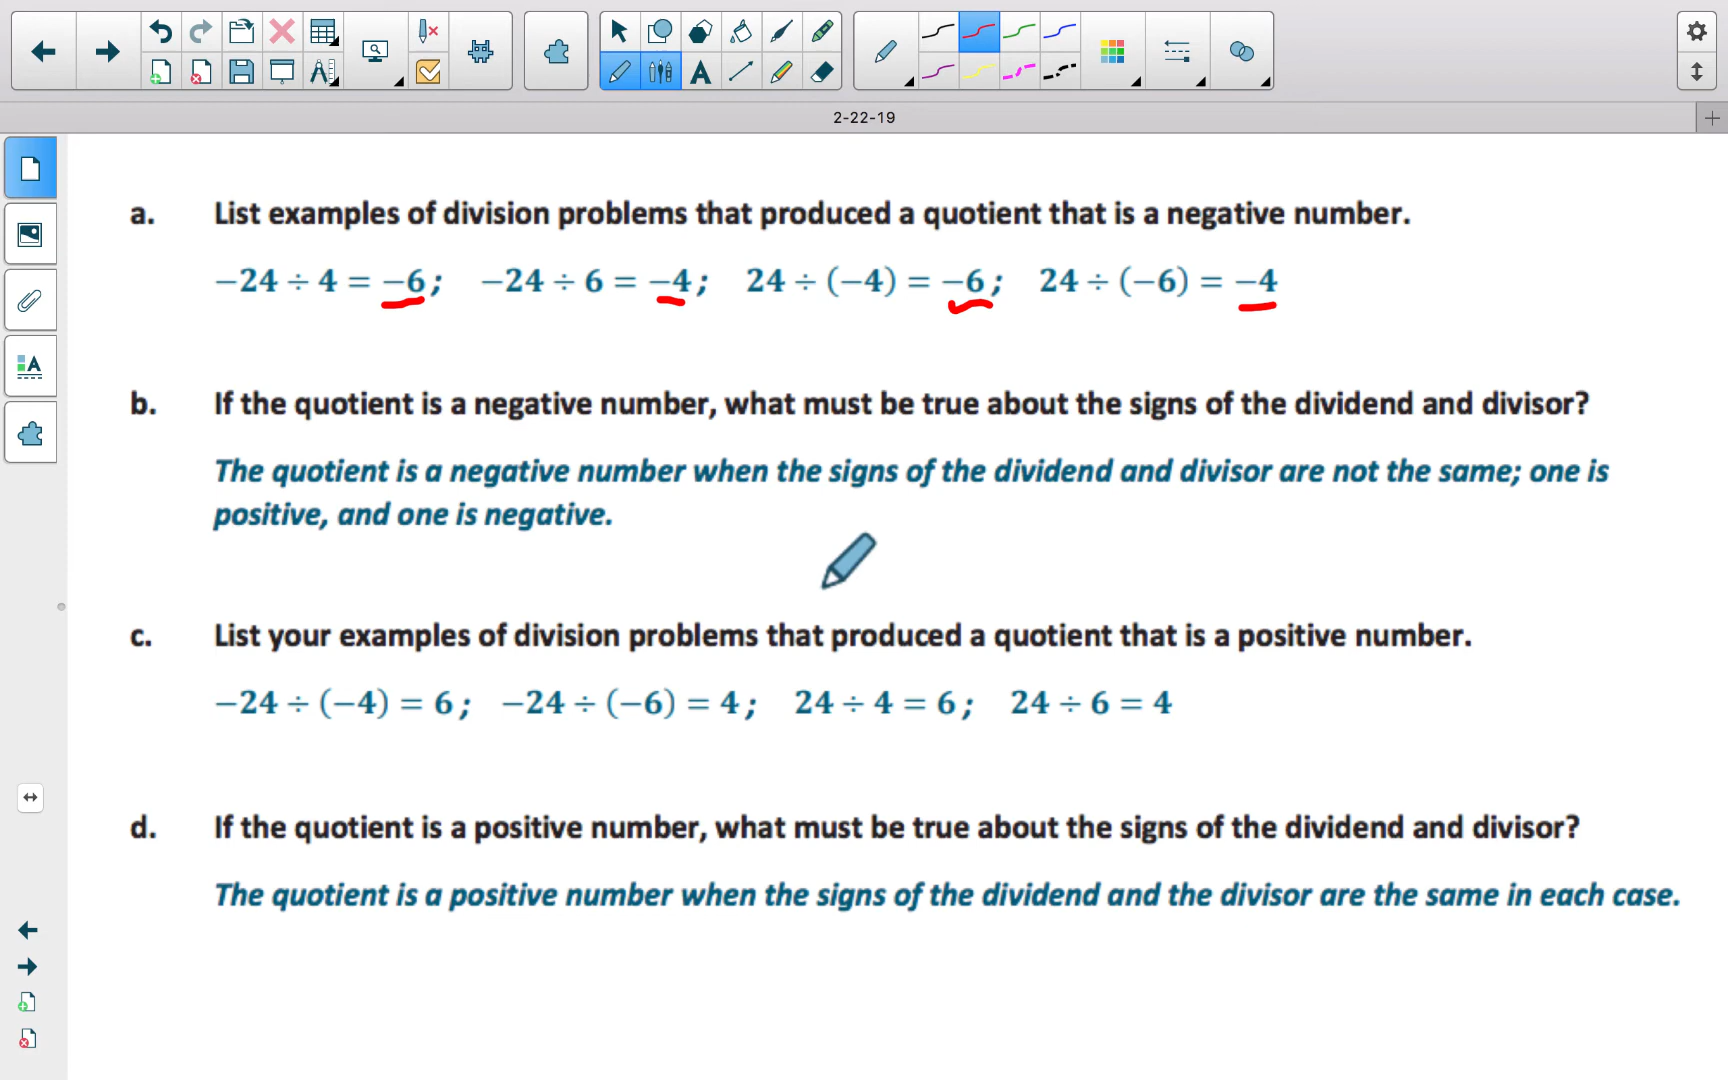 2-22-19
a. List examples of division problems that produced a quotient that is a negative number.
−24 ÷ 4 = −6; −24 ÷ 6 = −4; 24 ÷ (−4) = −6; 24 ÷ (−6) = −4
b. If the quotient is a negative number, what must be true about the signs of the dividend and divisor?
The quotient is a negative number when the signs of the dividend and divisor are not the same; one is
positive, and one is negative.
c. List your examples of division problems that produced a quotient that is a positive number.
−24 ÷ (−4) = 6; −24 ÷ (−6) = 4; 24 ÷ 4 = 6; 24 ÷ 6 = 4
d. If the quotient is a positive number, what must be true about the signs of the dividend and divisor?
The quotient is a positive number when the signs of the dividend and the divisor are the same in each case.